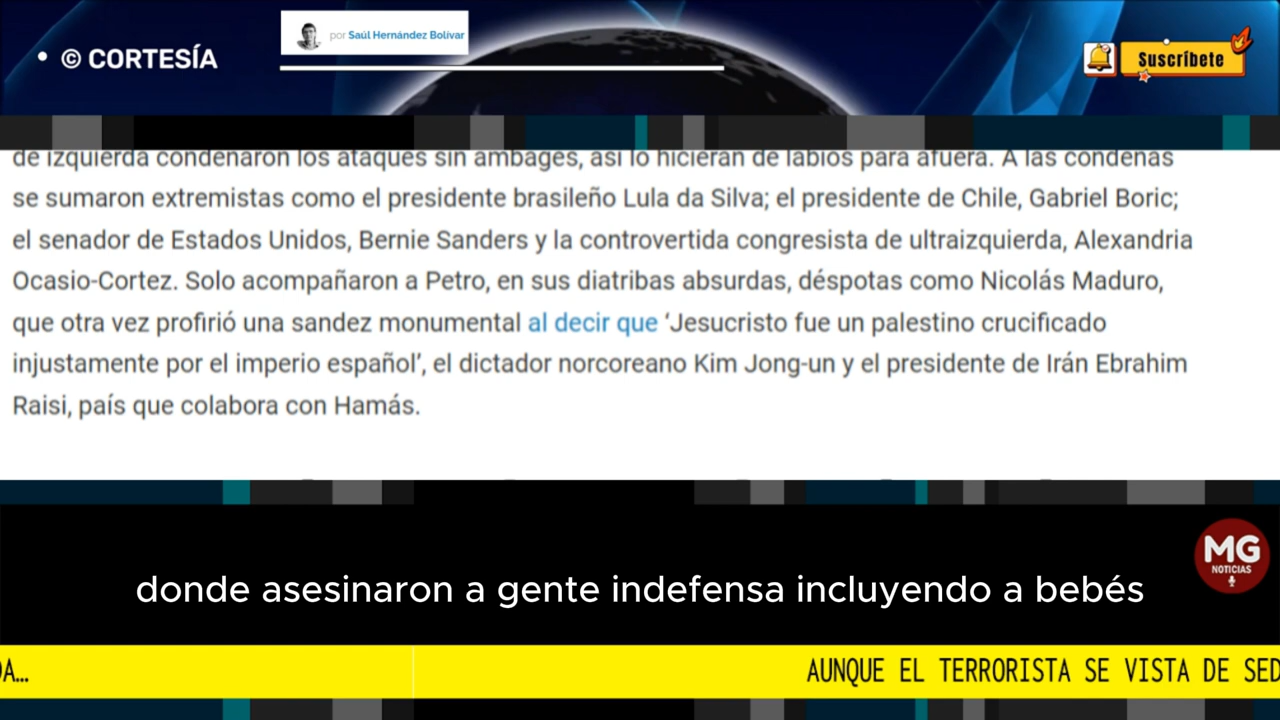 • © CORTESÍA
por Saúl Hernández Bolívar
Suscríbete
de izquierda condenaron los ataques sin ambages, así lo hicieran de labios para afuera. A las condenas
se sumaron extremistas como el presidente brasileño Lula da Silva; el presidente de Chile, Gabriel Boric;
el senador de Estados Unidos, Bernie Sanders y la controvertida congresista de ultraizquierda, Alexandria
Ocasio-Cortez. Solo acompañaron a Petro, en sus diatribas absurdas, déspotas como Nicolás Maduro,
que otra vez profirió una sandez monumental al decir que ‘Jesucristo fue un palestino crucificado
injustamente por el imperio español’, el dictador norcoreano Kim Jong-un y el presidente de Irán Ebrahim
Raisi, país que colabora con Hamás.
MG
NOTICIAS
donde asesinaron a gente indefensa incluyendo a bebés
DA... AUNQUE EL TERRORISTA SE VISTA DE SED